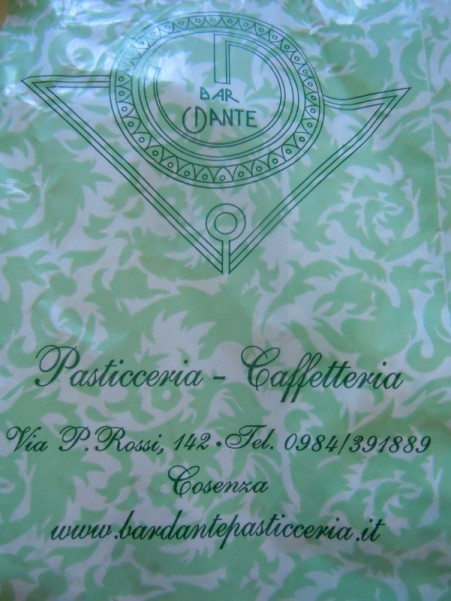 BAR
DANTE
Pasticceria - Caffetteria
Via P. Rossi, 142 • Tel. 0984/391889
Cosenza
www.bardantepasticceria.it